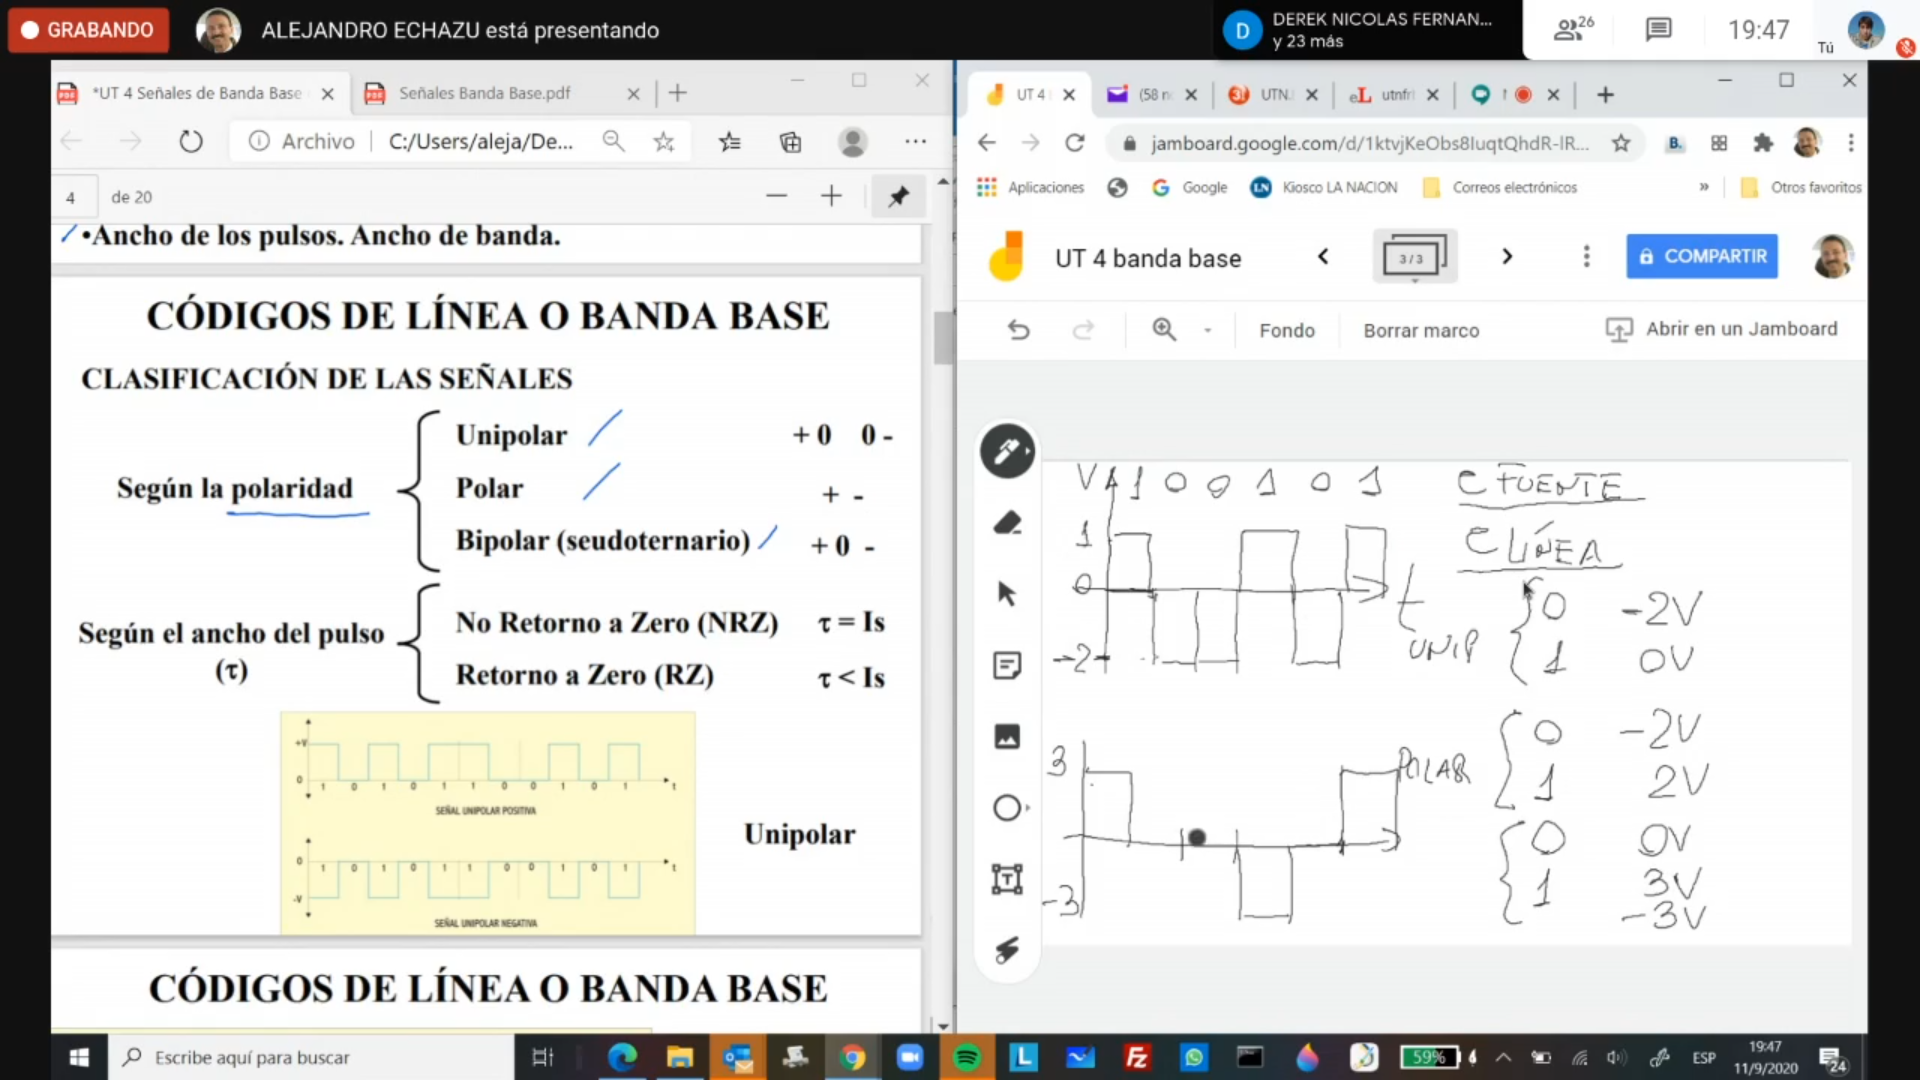 GRABANDO
ALEJANDRO ECHAZU está presentando
D
DEREK NICOLAS FERNAN...
y 23 más
26
19:47
Tú
*UT 4 Señales de Banda Base
Señales Banda Base.pdf
Archivo
C:/Users/aleja/De...
4 de 20
•Ancho de los pulsos. Ancho de banda.
CÓDIGOS DE LÍNEA O BANDA BASE
CLASIFICACIÓN DE LAS SEÑALES
Según la polaridad
Unipolar + 0 0 -
Polar + -
Bipolar (seudoternario) + 0 -
Según el ancho del pulso
(τ)
No Retorno a Zero (NRZ) τ = Is
Retorno a Zero (RZ) τ < Is
+V
0
1 0 1 0 1 1 0 0 1 0 1 t
SEÑAL UNIPOLAR POSITIVA
0
1 0 1 0 1 1 0 0 1 0 1 t
-V
SEÑAL UNIPOLAR NEGATIVA
Unipolar
CÓDIGOS DE LÍNEA O BANDA BASE
UT 4
(58 n
UTN.
eL utnfr
jamboard.google.com/d/1ktvjKeObs8IuqtQhdR-lR...
B.
Aplicaciones
Google
LN Kiosco LA NACION
Correos electrónicos
»
Otros favoritos
UT 4 banda base
3 / 3
COMPARTIR
Fondo
Borrar marco
Abrir en un Jamboard
V 1 0 0 1 0 1
1
0
-2
t
C FUENTE
C LÍNEA
UNIP
0 -2V
1 0V
3
-3
POLAR
0 -2V
1 2V
0 0V
1 3V
-3V
Escribe aquí para buscar
L
Fz
59%
ESP
19:47
11/9/2020
24